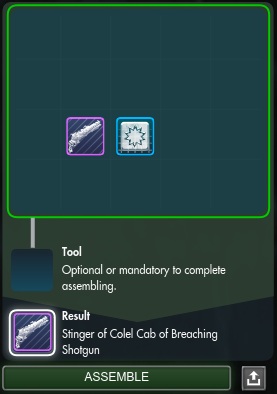 Tool
Optional or mandatory to complete
assembling.
Result
Stinger of Colel Cab of Breaching
Shotgun
ASSEMBLE